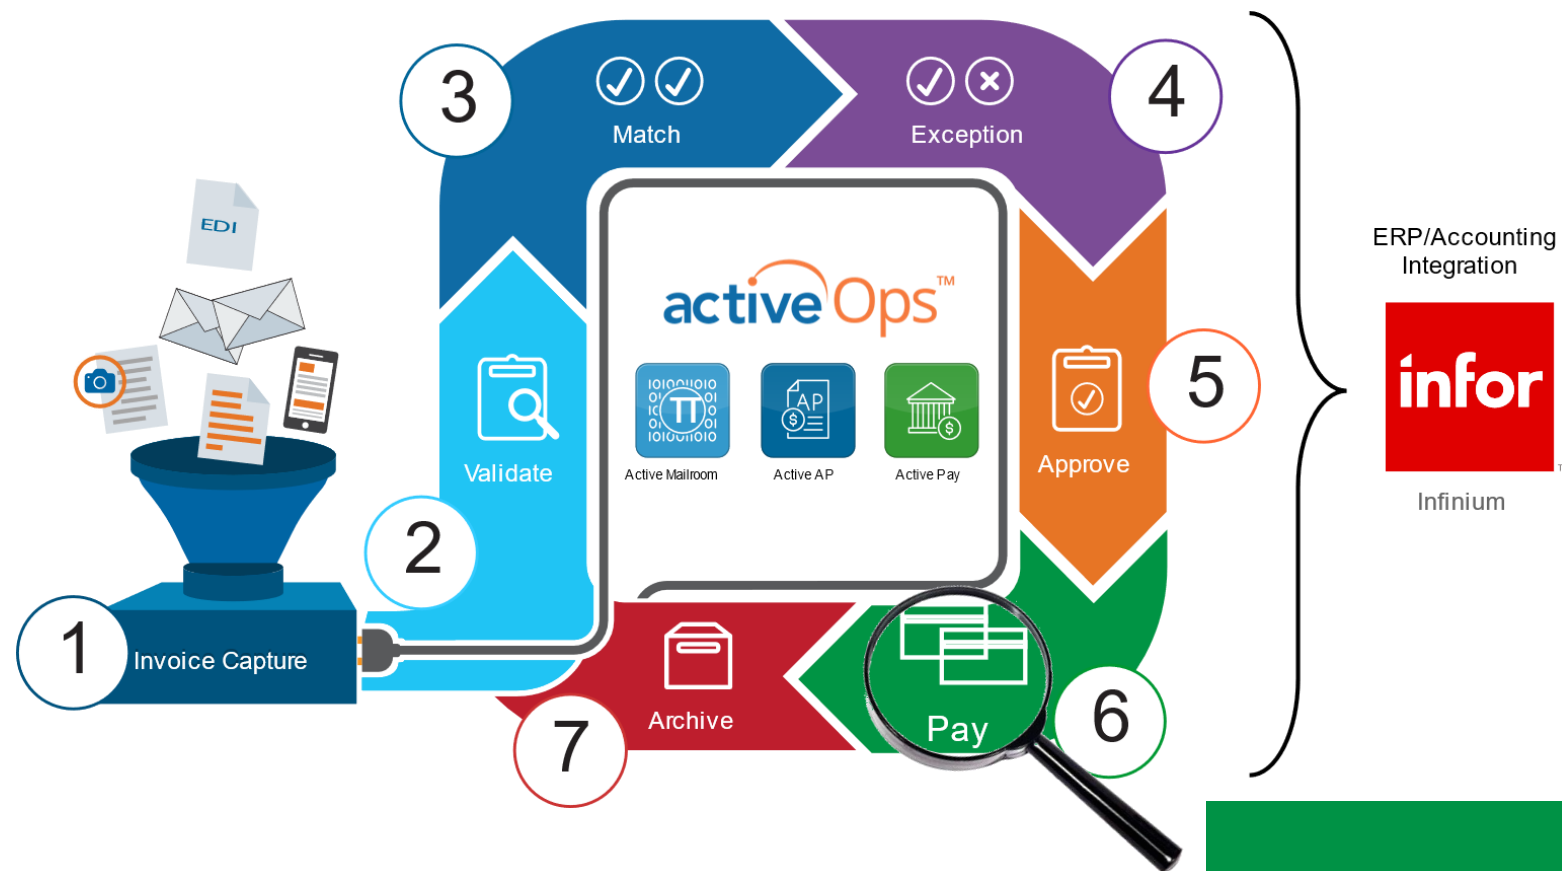 3
Match
Exception
4
EDI
ERP/Accounting
Integration
activeOps™
infor
Infinium
Validate
2
Active Mailroom
AP
Active AP
Active Pay
Approve
5
1
Invoice Capture
Archive
7
Pay
6